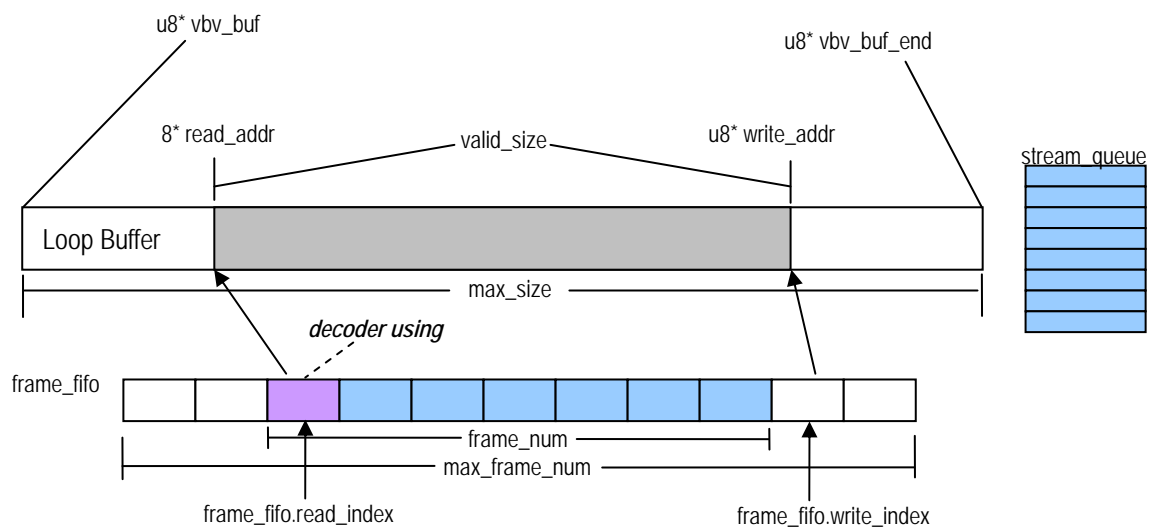 u8* vbv_buf
u8* vbv_buf_end
8* read_addr
valid_size
u8* write_addr
stream_queue
Loop Buffer
max_size
decoder using
frame_fifo
frame_num
max_frame_num
frame_fifo.read_index
frame_fifo.write_index